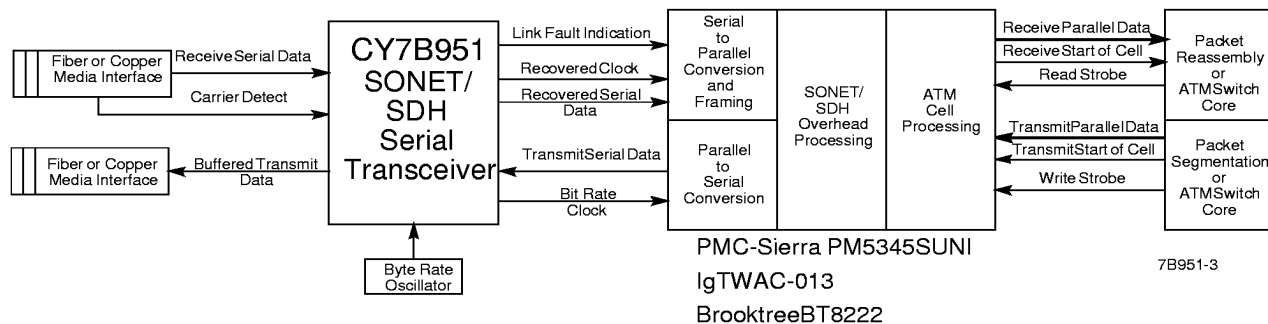 Fiber or Copper
Media Interface
Receive Serial Data
Carrier Detect
Fiber or Copper
Media Interface
Buffered Transmit
Data
CY7B951
SONET/
SDH
Serial
Transceiver
Byte Rate
Oscillator
Link Fault Indication
Recovered Clock
Recovered Serial
Data
Transmit Serial Data
Bit Rate
Clock
Serial
to
Parallel
Conversion
and
Framing
Parallel
to
Serial
Conversion
SONET/
SDH
Overhead
Processing
ATM
Cell
Processing
Receive Parallel Data
Receive Start of Cell
Read Strobe
Transmit Parallel Data
Transmit Start of Cell
Write Strobe
Packet
Reassembly
or
ATM Switch
Core
Packet
Segmentation
or
ATM Switch
Core
PMC-Sierra PM5345SUNI
IgTWAC-013
BrooktreeBT8222
7B951-3